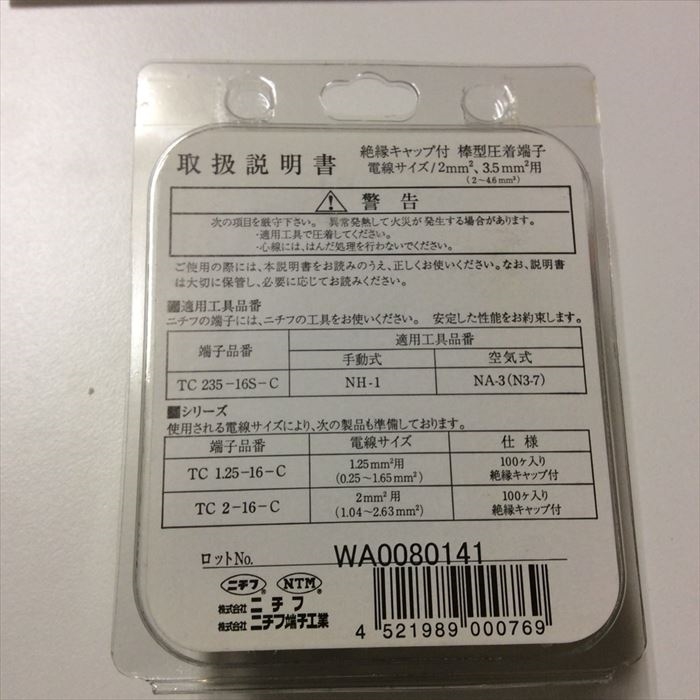 取扱説明書
絶縁キャップ付 棒型圧着端子
電線サイズ/2mm²、3.5mm²用
(2〜4.6mm²)
警告
次の項目を厳守下さい。 異常発熱して火災が発生する場合があります。
・適用工具で圧着してください。
・心線には、はんだ処理を行わないでください。
ご使用の際には、本説明書をお読みのうえ、正しくお使いください。なお、説明書
は大切に保管し、必要に応じてお読みください。
適用工具品番
ニチフの端子には、ニチフの工具をお使いください。 安定した性能をお約束します。
端子品番 適用工具品番
手動式 空気式
TC 235-16S-C NH-1 NA-3(N3-7)
シリーズ
使用される電線サイズにより、次の製品も準備しております。
端子品番 電線サイズ 仕様
TC 1.25-16-C 1.25mm²用 (0.25〜1.65mm²) 100ヶ入り 絶縁キャップ付
TC 2-16-C 2mm²用 (1.04〜2.63mm²) 100ヶ入り 絶縁キャップ付
ロットNo. WA0080141
ニチフ® NTM®
株式会社 ニチフ
株式会社 ニチフ端子工業
4 521989 000769